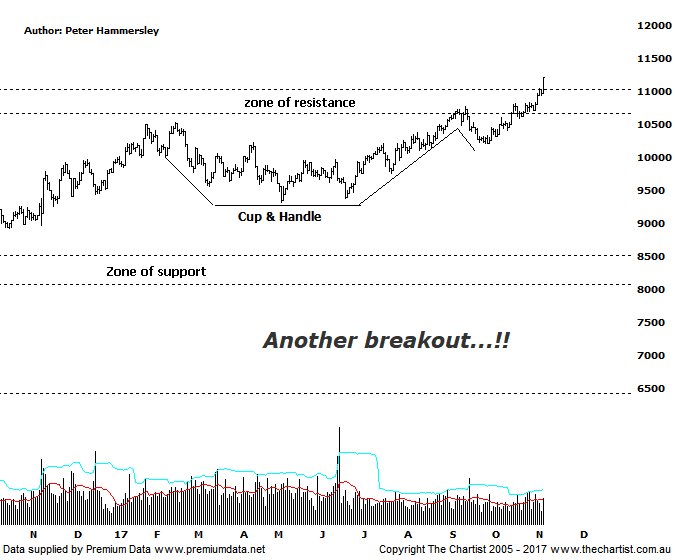 Author: Peter Hammersley
12000
11500
11000
zone of resistance
10500
10000
9500
Cup & Handle
9000
8500
Zone of support
8000
7500
Another breakout...!!
7000
6500
N D 17 F M A M J J A S O N D
Data supplied by Premium Data www.premiumdata.net Copyright The Chartist 2005 - 2017 www.thechartist.com.au